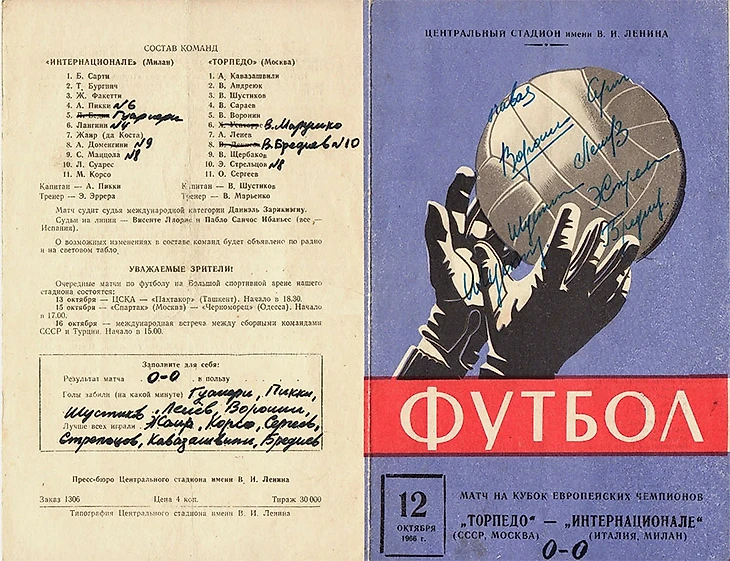 СОСТАВ КОМАНД
«ИНТЕРНАЦИОНАЛЕ» (Милан)
1. Б. Сарти
2. Т. Бургнич
3. Ж. Факетти
4. А. Пикки №6
5. Гуарнери
6. Лангини №4
7. Жаир (да Коста)
8. А. Доменгини №9
9. С. Маццола №8
10. Л. Суарес
11. М. Корсо
Капитан — А. Пикки
Тренер — Э. Эррера
«ТОРПЕДО» (Москва)
1. А. Кавазашвили
2. В. Андреюк
3. В. Шустиков
4. В. Сараев
5. В. Воронин
6. В. Марушко
7. А. Ленев
8. В. Бреднев №10
9. В. Щербаков
10. Э. Стрельцов №8
11. О. Сергеев
Капитан — В. Шустиков
Тренер — В. Марьенко
Матч судит судья международной категории Даниэль Зарикиэгиу.
Судьи на линии — Висенте Ллорис и Пабло Санчос Ибаньес (все —
Испания).
О возможных изменениях в составе команд будет объявлено по радио
и на световом табло.
УВАЖАЕМЫЕ ЗРИТЕЛИ!
Очередные матчи по футболу на Большой спортивной арене нашего
стадиона состоятся:
13 октября — ЦСКА — «Пахтакор» (Ташкент). Начало в 18.30.
15 октября — «Спартак» (Москва) — «Черноморец» (Одесса). Начало
в 17.00.
16 октября — международная встреча между сборными командами
СССР и Турции. Начало в 15.00.
Заполните для себя:
Результат матча 0-0 в пользу
Голы забили (на какой минуте) Гуарнери, Пикки,
Шустиков, Ленёв, Воронин,
Лучше всех играли Жаир, Корсо, Сергеев,
Стрельцов, Кавазашвили, Бреднев
Пресс-бюро Центрального стадиона имени В. И. Ленина
Заказ 1306 Цена 4 коп. Тираж 30 000
Типография Центрального стадиона имени В. И. Ленина
ЦЕНТРАЛЬНЫЙ СТАДИОН имени В. И. ЛЕНИНА
Воронин
Ленёв
ФУТБОЛ
12
ОКТЯБРЯ
1966 г.
МАТЧ НА КУБОК ЕВРОПЕЙСКИХ ЧЕМПИОНОВ
„ТОРПЕДО“ — „ИНТЕРНАЦИОНАЛЕ“
(СССР, МОСКВА) (ИТАЛИЯ, МИЛАН)
0-0